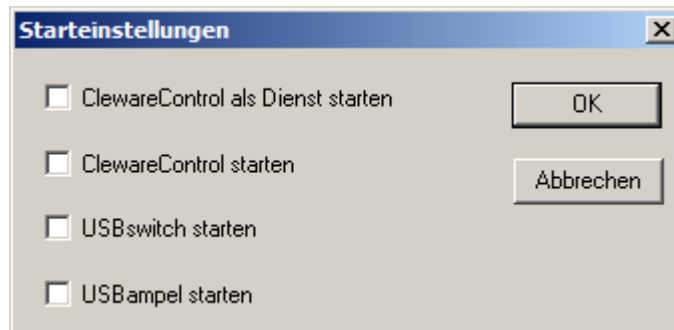 Starteinstellungen
ClewareControl als Dienst starten
OK
ClewareControl starten
Abbrechen
USBswitch starten
USBampel starten